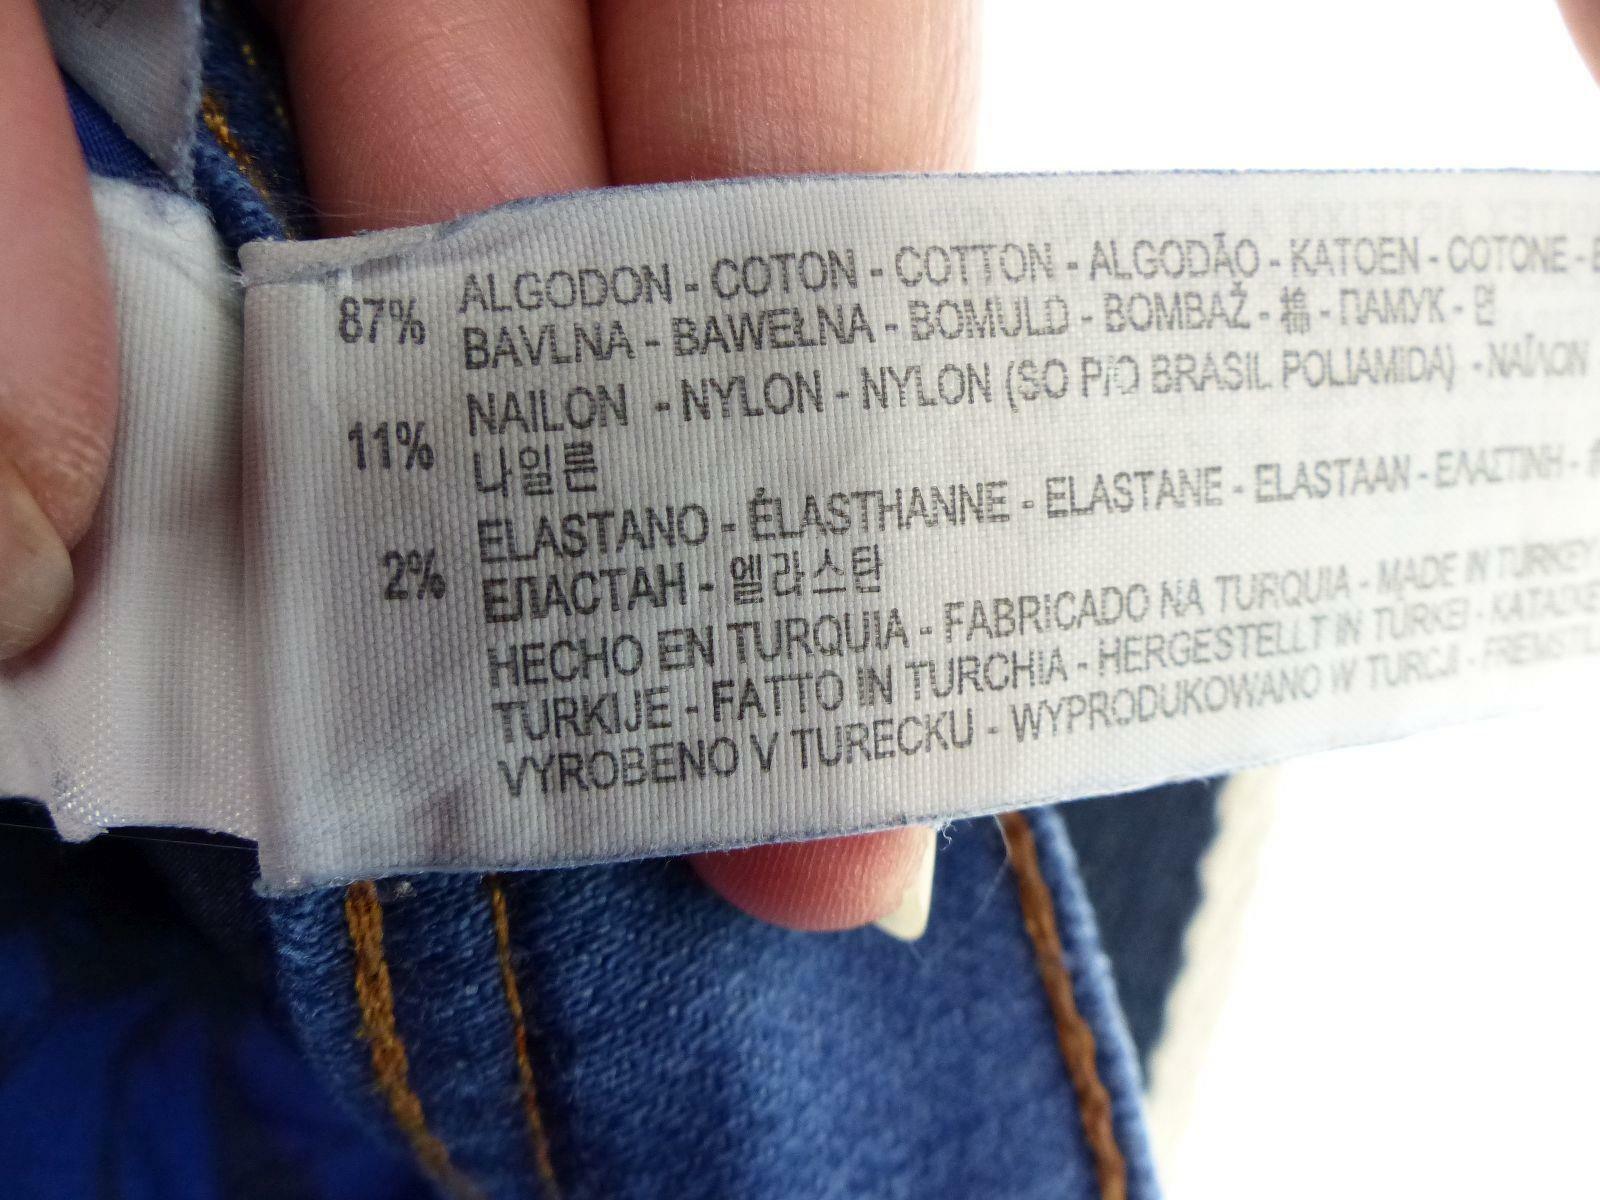 87% ALGODON - COTON - COTTON - ALGODÃO - KATOEN - COTONE -
BAVLNA - BAWEŁNA - BOMULD - BOMBAŽ - 棉 - ПАМУК - 면
11% NAILON - NYLON - NYLON (SO P/O BRASIL POLIAMIDA) - ΝΑΪΛΟΝ
나일론
2% ELASTANO - ÉLASTHANNE - ELASTANE - ELASTAAN - ΕΛΑΣΤΙΝΗ -
ЕЛАСТАН - 엘라스탄
HECHO EN TURQUIA - FABRICADO NA TURQUIA - MADE IN TURKEY
TURKIJE - FATTO IN TURCHIA - HERGESTELLT IN TÜRKEI -
VYROBENO V TURECKU - WYPRODUKOWANO W TURCJI -